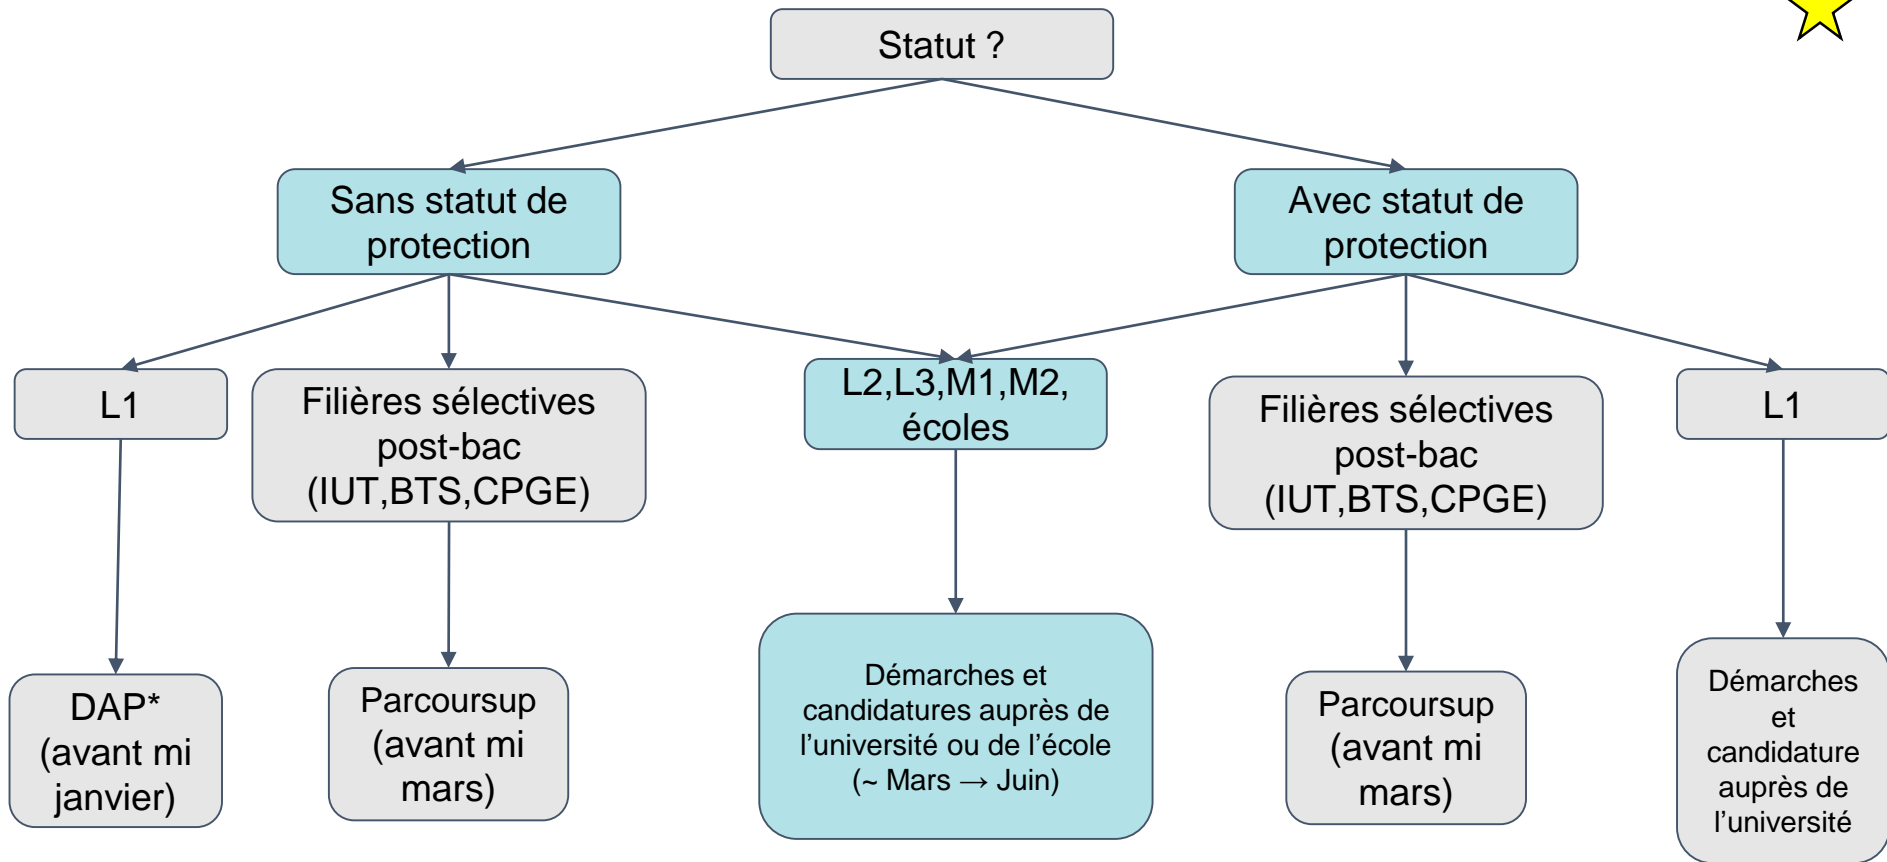 Statut ?
Sans statut de
protection
Avec statut de
protection
L1
Filières sélectives
post-bac
(IUT,BTS,CPGE)
L2,L3,M1,M2,
écoles
Filières sélectives
post-bac
(IUT,BTS,CPGE)
L1
DAP*
(avant mi
janvier)
Parcoursup
(avant mi
mars)
Démarches et
candidatures auprès de
l’université ou de l’école
(~ Mars → Juin)
Parcoursup
(avant mi
mars)
Démarches
et
candidature
auprès de
l’université